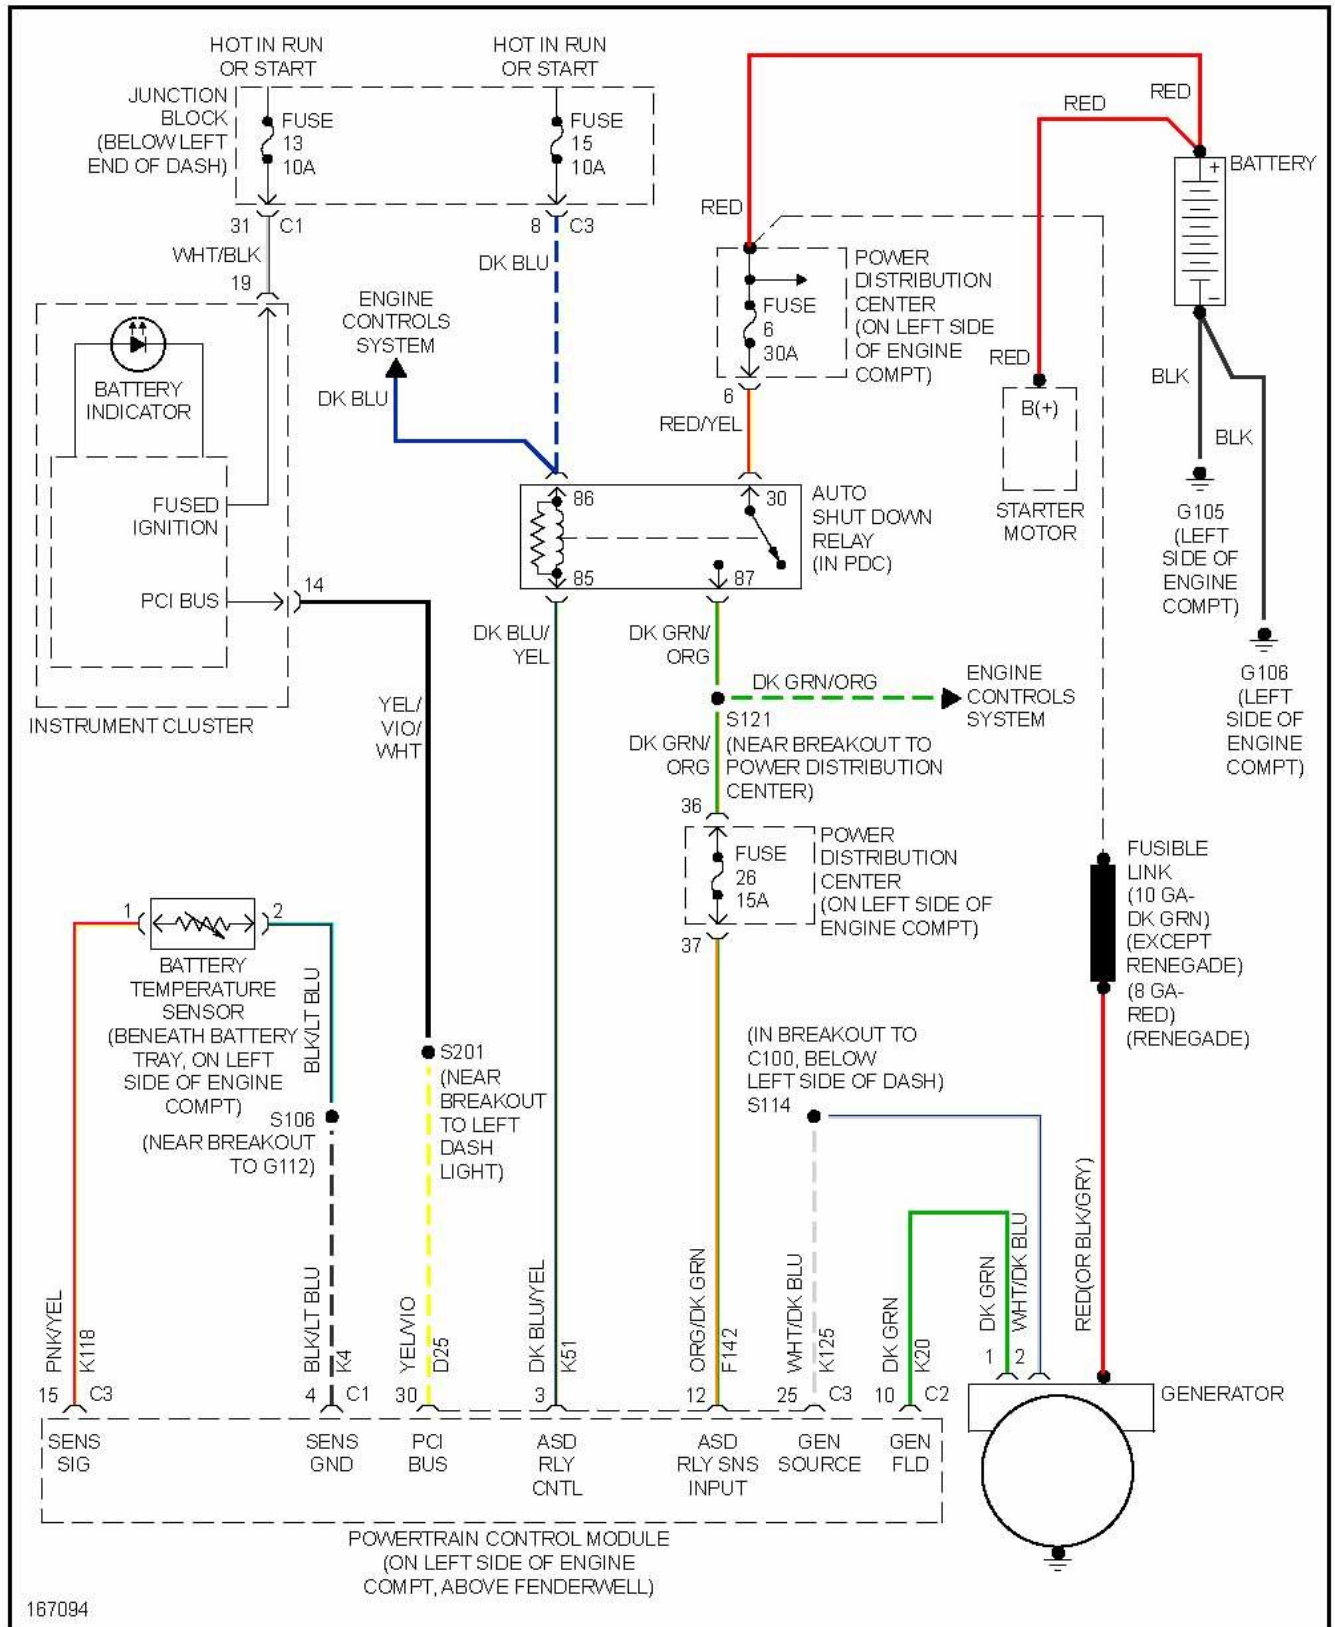 HOT IN RUN
OR START
HOT IN RUN
OR START
JUNCTION
BLOCK
(BELOW LEFT
END OF DASH)
FUSE
13
10A
FUSE
15
10A
31
C1
8
C3
WHT/BLK
19
DK BLU
ENGINE
CONTROLS
SYSTEM
DK BLU
BATTERY
INDICATOR
FUSED
IGNITION
PCI BUS
14
INSTRUMENT CLUSTER
RED
RED
RED
BATTERY
+
−
POWER
DISTRIBUTION
CENTER
(ON LEFT SIDE
OF ENGINE
COMPT)
FUSE
6
30A
6
RED/YEL
RED
B(+)
STARTER
MOTOR
BLK
BLK
G105
(LEFT
SIDE OF
ENGINE
COMPT)
G106
(LEFT
SIDE OF
ENGINE
COMPT)
86
30
85
87
AUTO
SHUT DOWN
RELAY
(IN PDC)
DK BLU/
YEL
DK GRN/
ORG
DK GRN/ORG
ENGINE
CONTROLS
SYSTEM
S121
(NEAR BREAKOUT TO
POWER DISTRIBUTION
CENTER)
DK GRN/
ORG
YEL/
VIO/
WHT
36
FUSE
26
15A
POWER
DISTRIBUTION
CENTER
(ON LEFT SIDE OF
ENGINE COMPT)
37
FUSIBLE
LINK
(10 GA-
DK GRN)
(EXCEPT
RENEGADE)
(8 GA-
RED)
(RENEGADE)
1
2
BATTERY
TEMPERATURE
SENSOR
(BENEATH BATTERY
TRAY, ON LEFT
SIDE OF ENGINE
COMPT)
BLK/LT BLU
S106
(NEAR BREAKOUT
TO G112)
S201
(NEAR
BREAKOUT
TO LEFT
DASH
LIGHT)
(IN BREAKOUT TO
C100, BELOW
LEFT SIDE OF DASH)
S114
PNK/YEL
K118
BLK/LT BLU
K4
YEL/VIO
D25
DK BLU/YEL
K51
ORG/DK GRN
F142
WHT/DK BLU
K125
DK GRN
K20
DK GRN
WHT/DK BLU
RED(OR BLK/GRY)
1
2
15
C3
4
C1
30
3
12
25
C3
10
C2
GENERATOR
SENS
SIG
SENS
GND
PCI
BUS
ASD
RLY
CNTL
ASD
RLY SNS
INPUT
GEN
SOURCE
GEN
FLD
POWERTRAIN CONTROL MODULE
(ON LEFT SIDE OF ENGINE
COMPT, ABOVE FENDERWELL)
167094